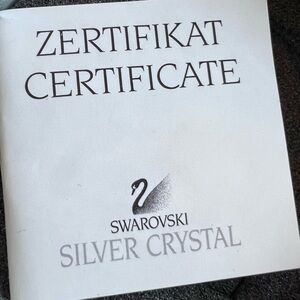 ZERTIFIKAT
CERTIFICATE
SWAROVSKI
SILVER CRYSTAL